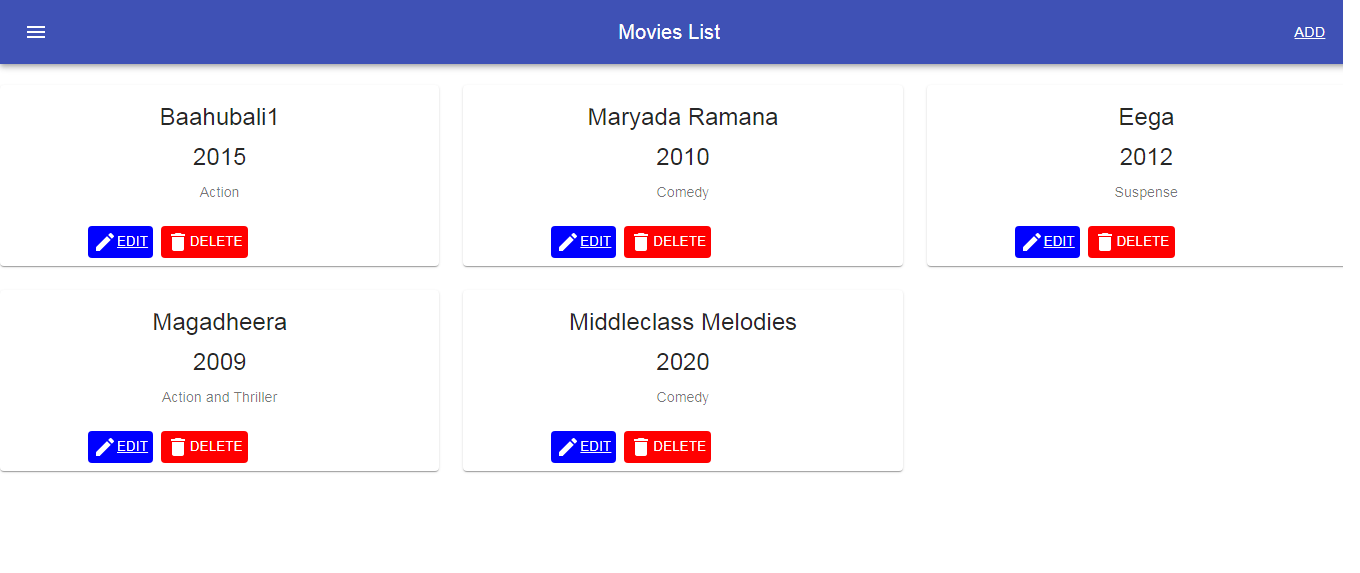 Movies List
ADD
Baahubali1
2015
Action
EDIT DELETE
Maryada Ramana
2010
Comedy
EDIT DELETE
Eega
2012
Suspense
EDIT DELETE
Magadheera
2009
Action and Thriller
EDIT DELETE
Middleclass Melodies
2020
Comedy
EDIT DELETE